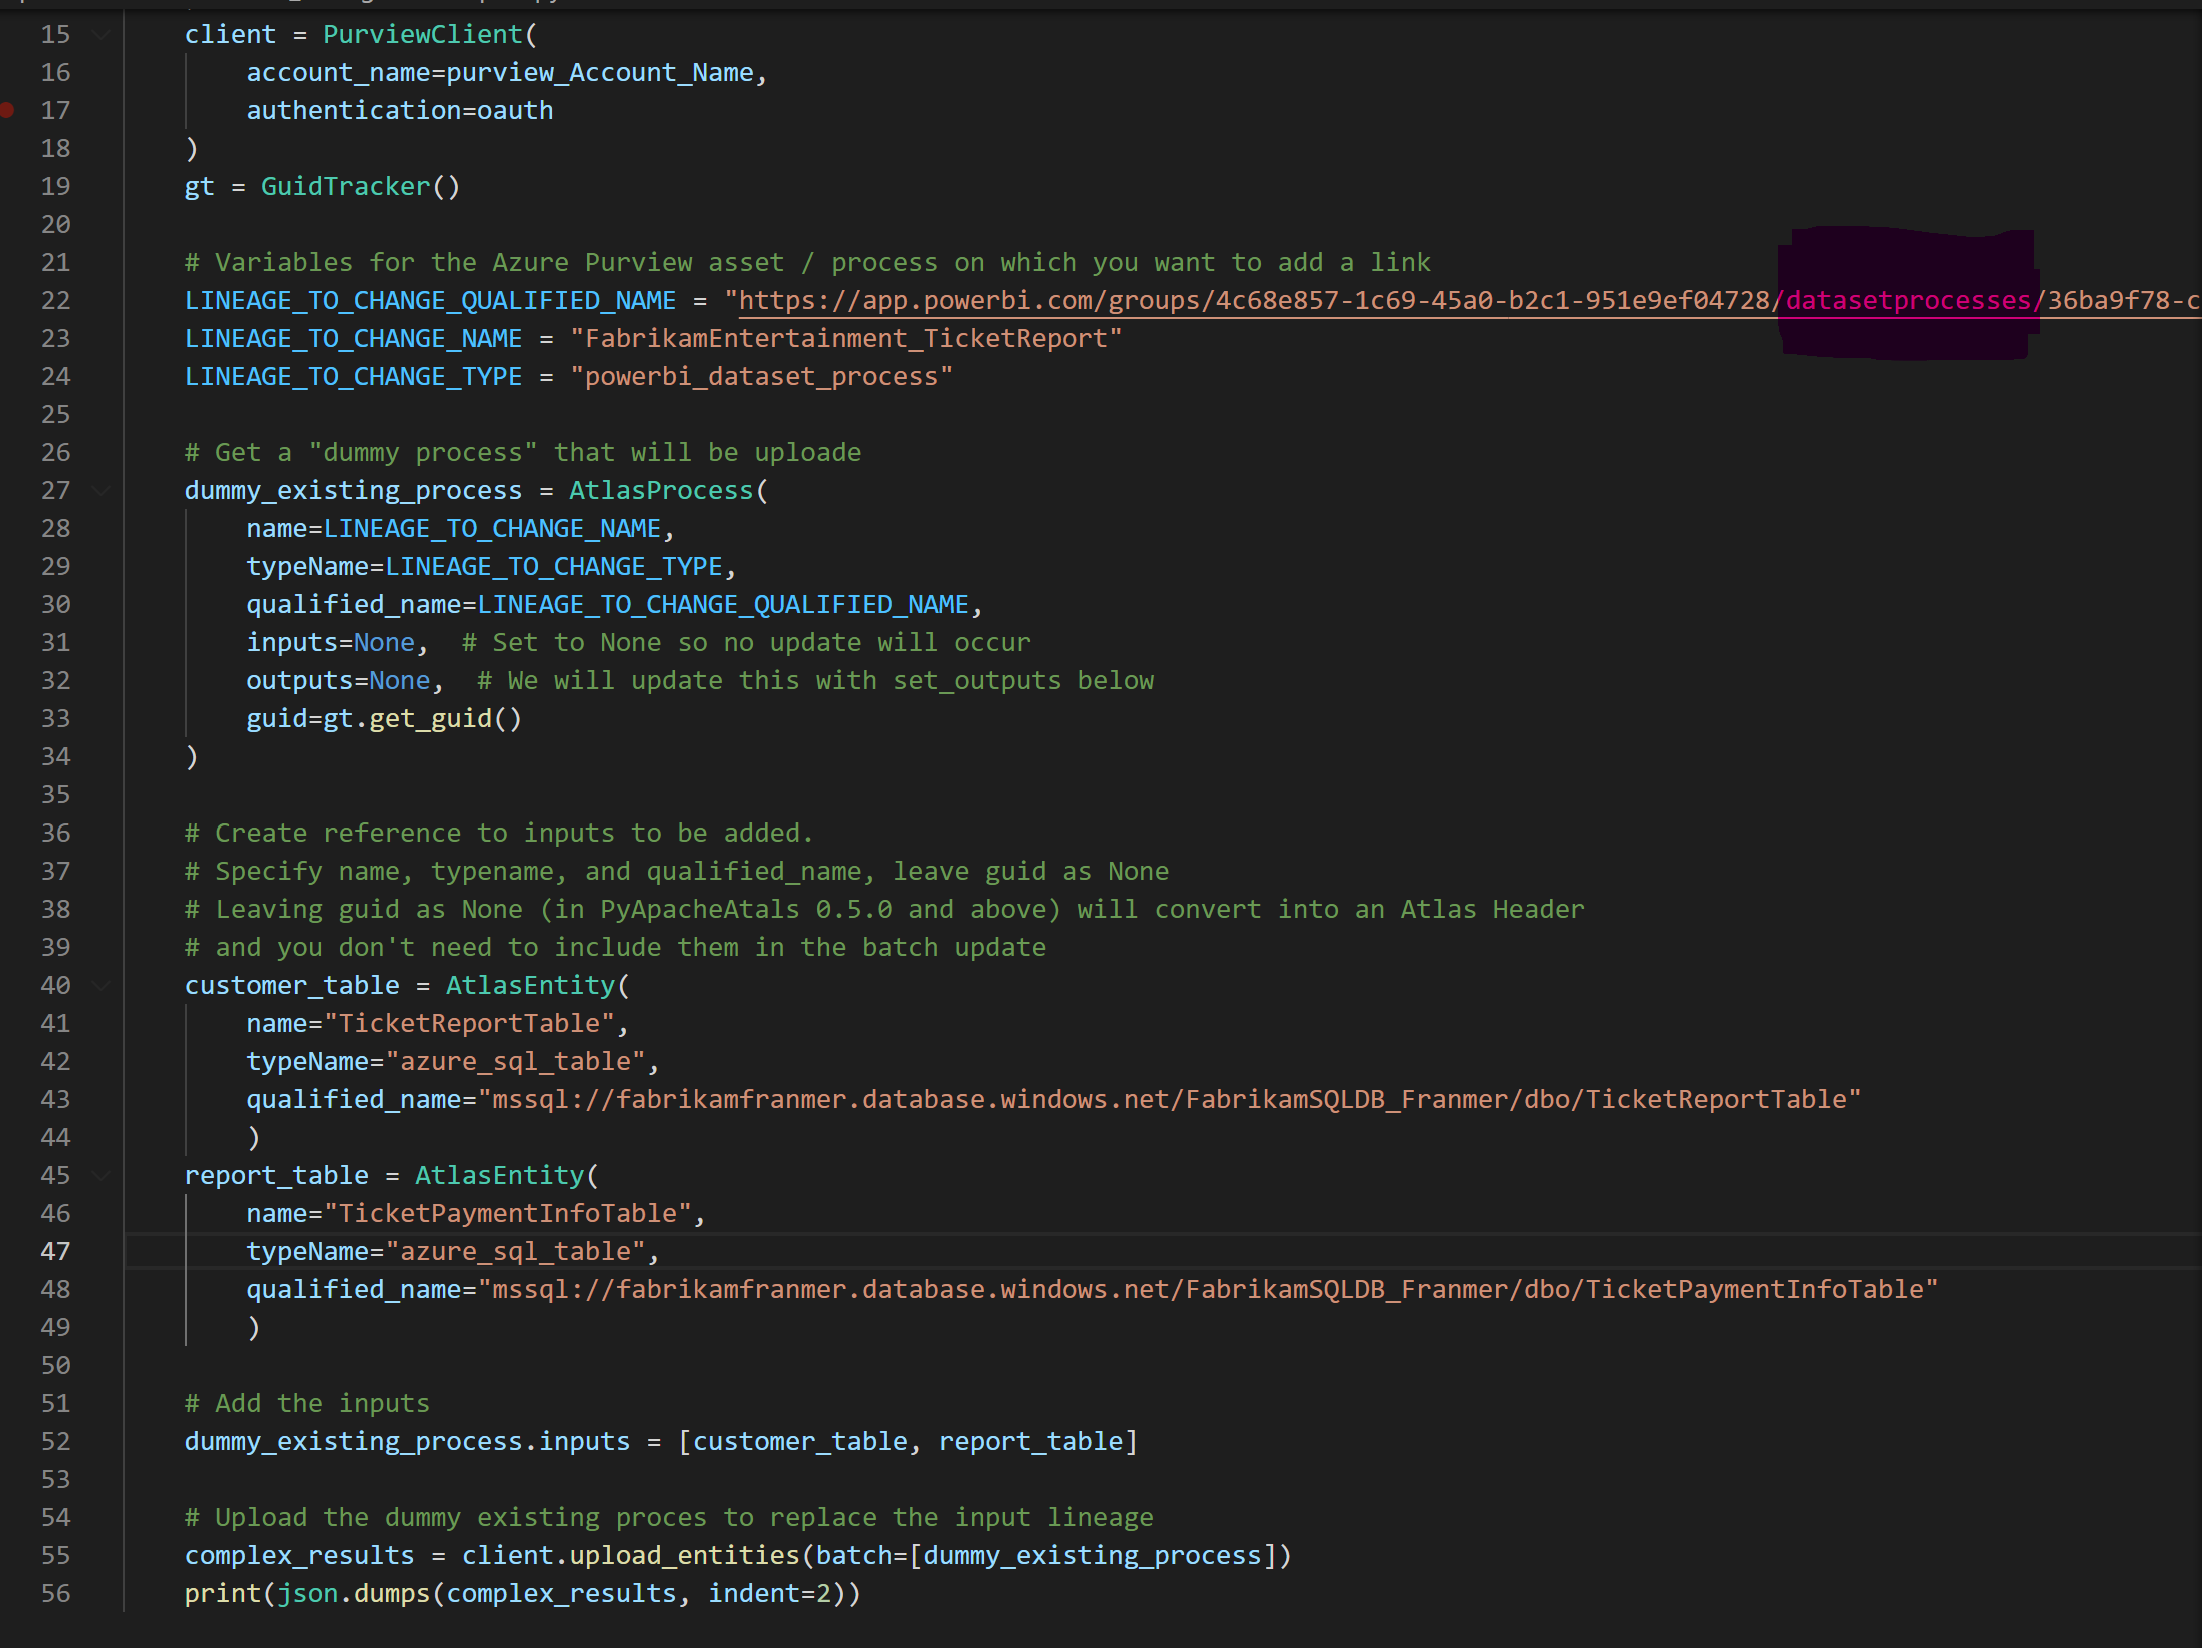 15 client = PurviewClient(
16 account_name=purview_Account_Name,
17 authentication=oauth
18 )
19 gt = GuidTracker()
20
21 # Variables for the Azure Purview asset / process on which you want to add a link
22 LINEAGE_TO_CHANGE_QUALIFIED_NAME = "https://app.powerbi.com/groups/4c68e857-1c69-45a0-b2c1-951e9ef04728/datasetprocesses/36ba9f78-c
23 LINEAGE_TO_CHANGE_NAME = "FabrikamEntertainment_TicketReport"
24 LINEAGE_TO_CHANGE_TYPE = "powerbi_dataset_process"
25
26 # Get a "dummy process" that will be uploade
27 dummy_existing_process = AtlasProcess(
28 name=LINEAGE_TO_CHANGE_NAME,
29 typeName=LINEAGE_TO_CHANGE_TYPE,
30 qualified_name=LINEAGE_TO_CHANGE_QUALIFIED_NAME,
31 inputs=None, # Set to None so no update will occur
32 outputs=None, # We will update this with set_outputs below
33 guid=gt.get_guid()
34 )
35
36 # Create reference to inputs to be added.
37 # Specify name, typename, and qualified_name, leave guid as None
38 # Leaving guid as None (in PyApacheAtals 0.5.0 and above) will convert into an Atlas Header
39 # and you don't need to include them in the batch update
40 customer_table = AtlasEntity(
41 name="TicketReportTable",
42 typeName="azure_sql_table",
43 qualified_name="mssql://fabrikamfranmer.database.windows.net/FabrikamSQLDB_Franmer/dbo/TicketReportTable"
44 )
45 report_table = AtlasEntity(
46 name="TicketPaymentInfoTable",
47 typeName="azure_sql_table",
48 qualified_name="mssql://fabrikamfranmer.database.windows.net/FabrikamSQLDB_Franmer/dbo/TicketPaymentInfoTable"
49 )
50
51 # Add the inputs
52 dummy_existing_process.inputs = [customer_table, report_table]
53
54 # Upload the dummy existing proces to replace the input lineage
55 complex_results = client.upload_entities(batch=[dummy_existing_process])
56 print(json.dumps(complex_results, indent=2))